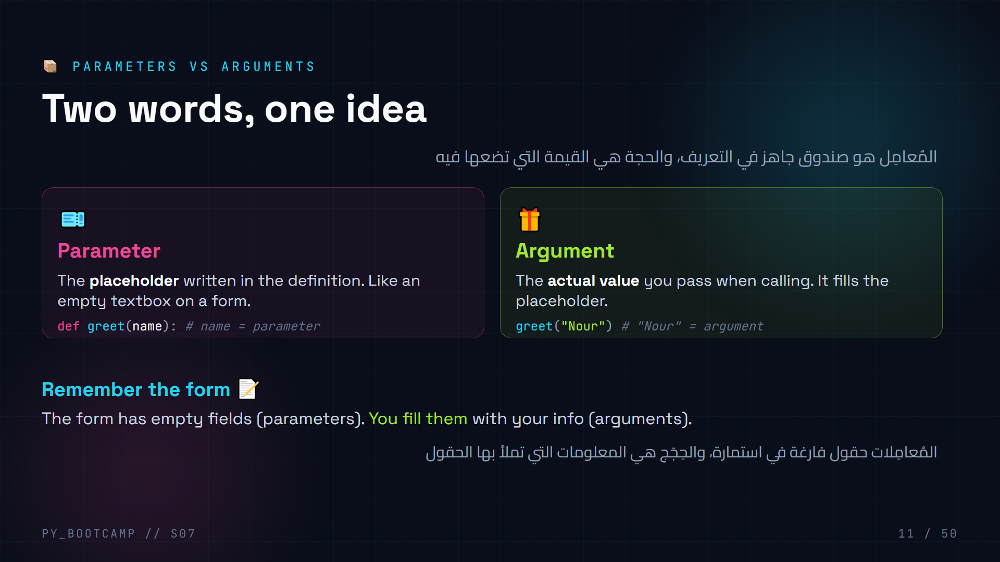 PARAMETERS VS ARGUMENTS
Two words, one idea
المُعامِل هو صندوق جاهز في التعريف، والحجة هي القيمة التي تضعها فيه
Parameter
The placeholder written in the definition. Like an
empty textbox on a form.
def greet(name): # name = parameter
Argument
The actual value you pass when calling. It fills the
placeholder.
greet("Nour") # "Nour" = argument
Remember the form
The form has empty fields (parameters). You fill them with your info (arguments).
المُعامِلات حقول فارغة في استمارة، والحِجَج هي المعلومات التي تملأ بها الحقول
PY_BOOTCAMP // S07
11 / 50